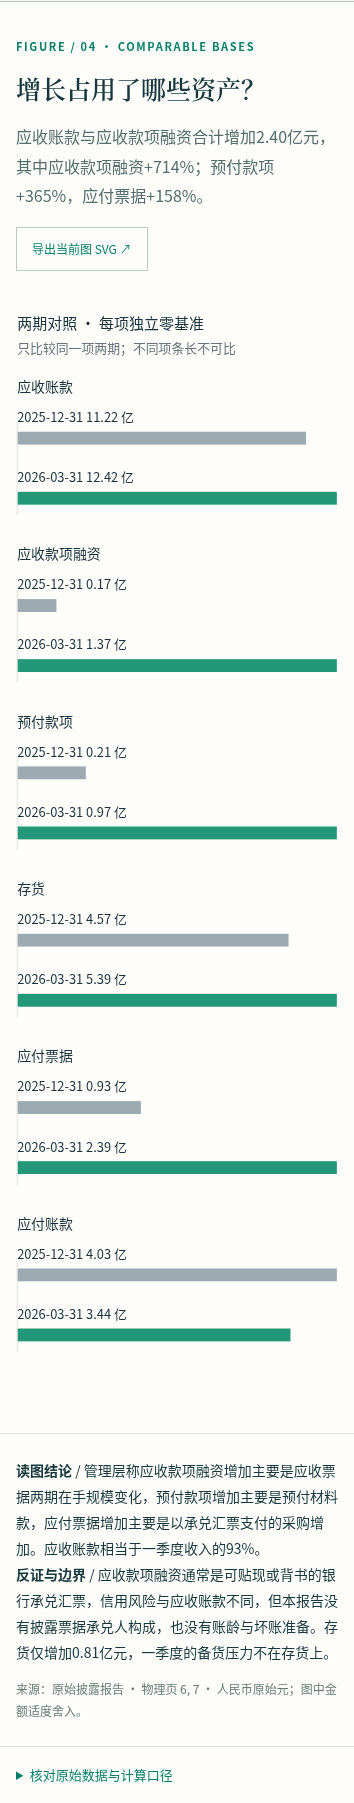 FIGURE / 04 · COMPARABLE BASES
增长占用了哪些资产？
应收账款与应收款项融资合计增加2.40亿元，
其中应收款项融资+714%；预付款项
+365%，应付票据+158%。
导出当前图 SVG ↗
两期对照 · 每项独立零基准
只比较同一项两期；不同项条长不可比
应收账款
2025-12-31 11.22 亿
2026-03-31 12.42 亿
应收款项融资
2025-12-31 0.17 亿
2026-03-31 1.37 亿
预付款项
2025-12-31 0.21 亿
2026-03-31 0.97 亿
存货
2025-12-31 4.57 亿
2026-03-31 5.39 亿
应付票据
2025-12-31 0.93 亿
2026-03-31 2.39 亿
应付账款
2025-12-31 4.03 亿
2026-03-31 3.44 亿
读图结论 / 管理层称应收款项融资增加主要是应收票
据两期在手规模变化，预付款项增加主要是预付材料
款，应付票据增加主要是以承兑汇票支付的采购增
加。应收账款相当于一季度收入的93%。
反证与边界 / 应收款项融资通常是可贴现或背书的银
行承兑汇票，信用风险与应收账款不同，但本报告没
有披露票据承兑人构成，也没有账龄与坏账准备。存
货仅增加0.81亿元，一季度的备货压力不在存货上。
来源：原始披露报告 · 物理页 6, 7 · 人民币原始元；图中金
额适度舍入。
▶ 核对原始数据与计算口径